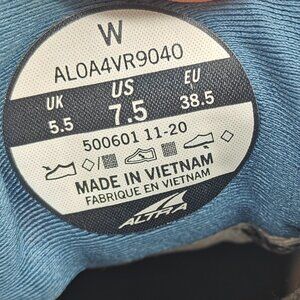 W
AL0A4VR9040
UK US EU
5.5 7.5 38.5
500601 11-20
MADE IN VIETNAM
FABRIQUE EN VIETNAM
ALTRA